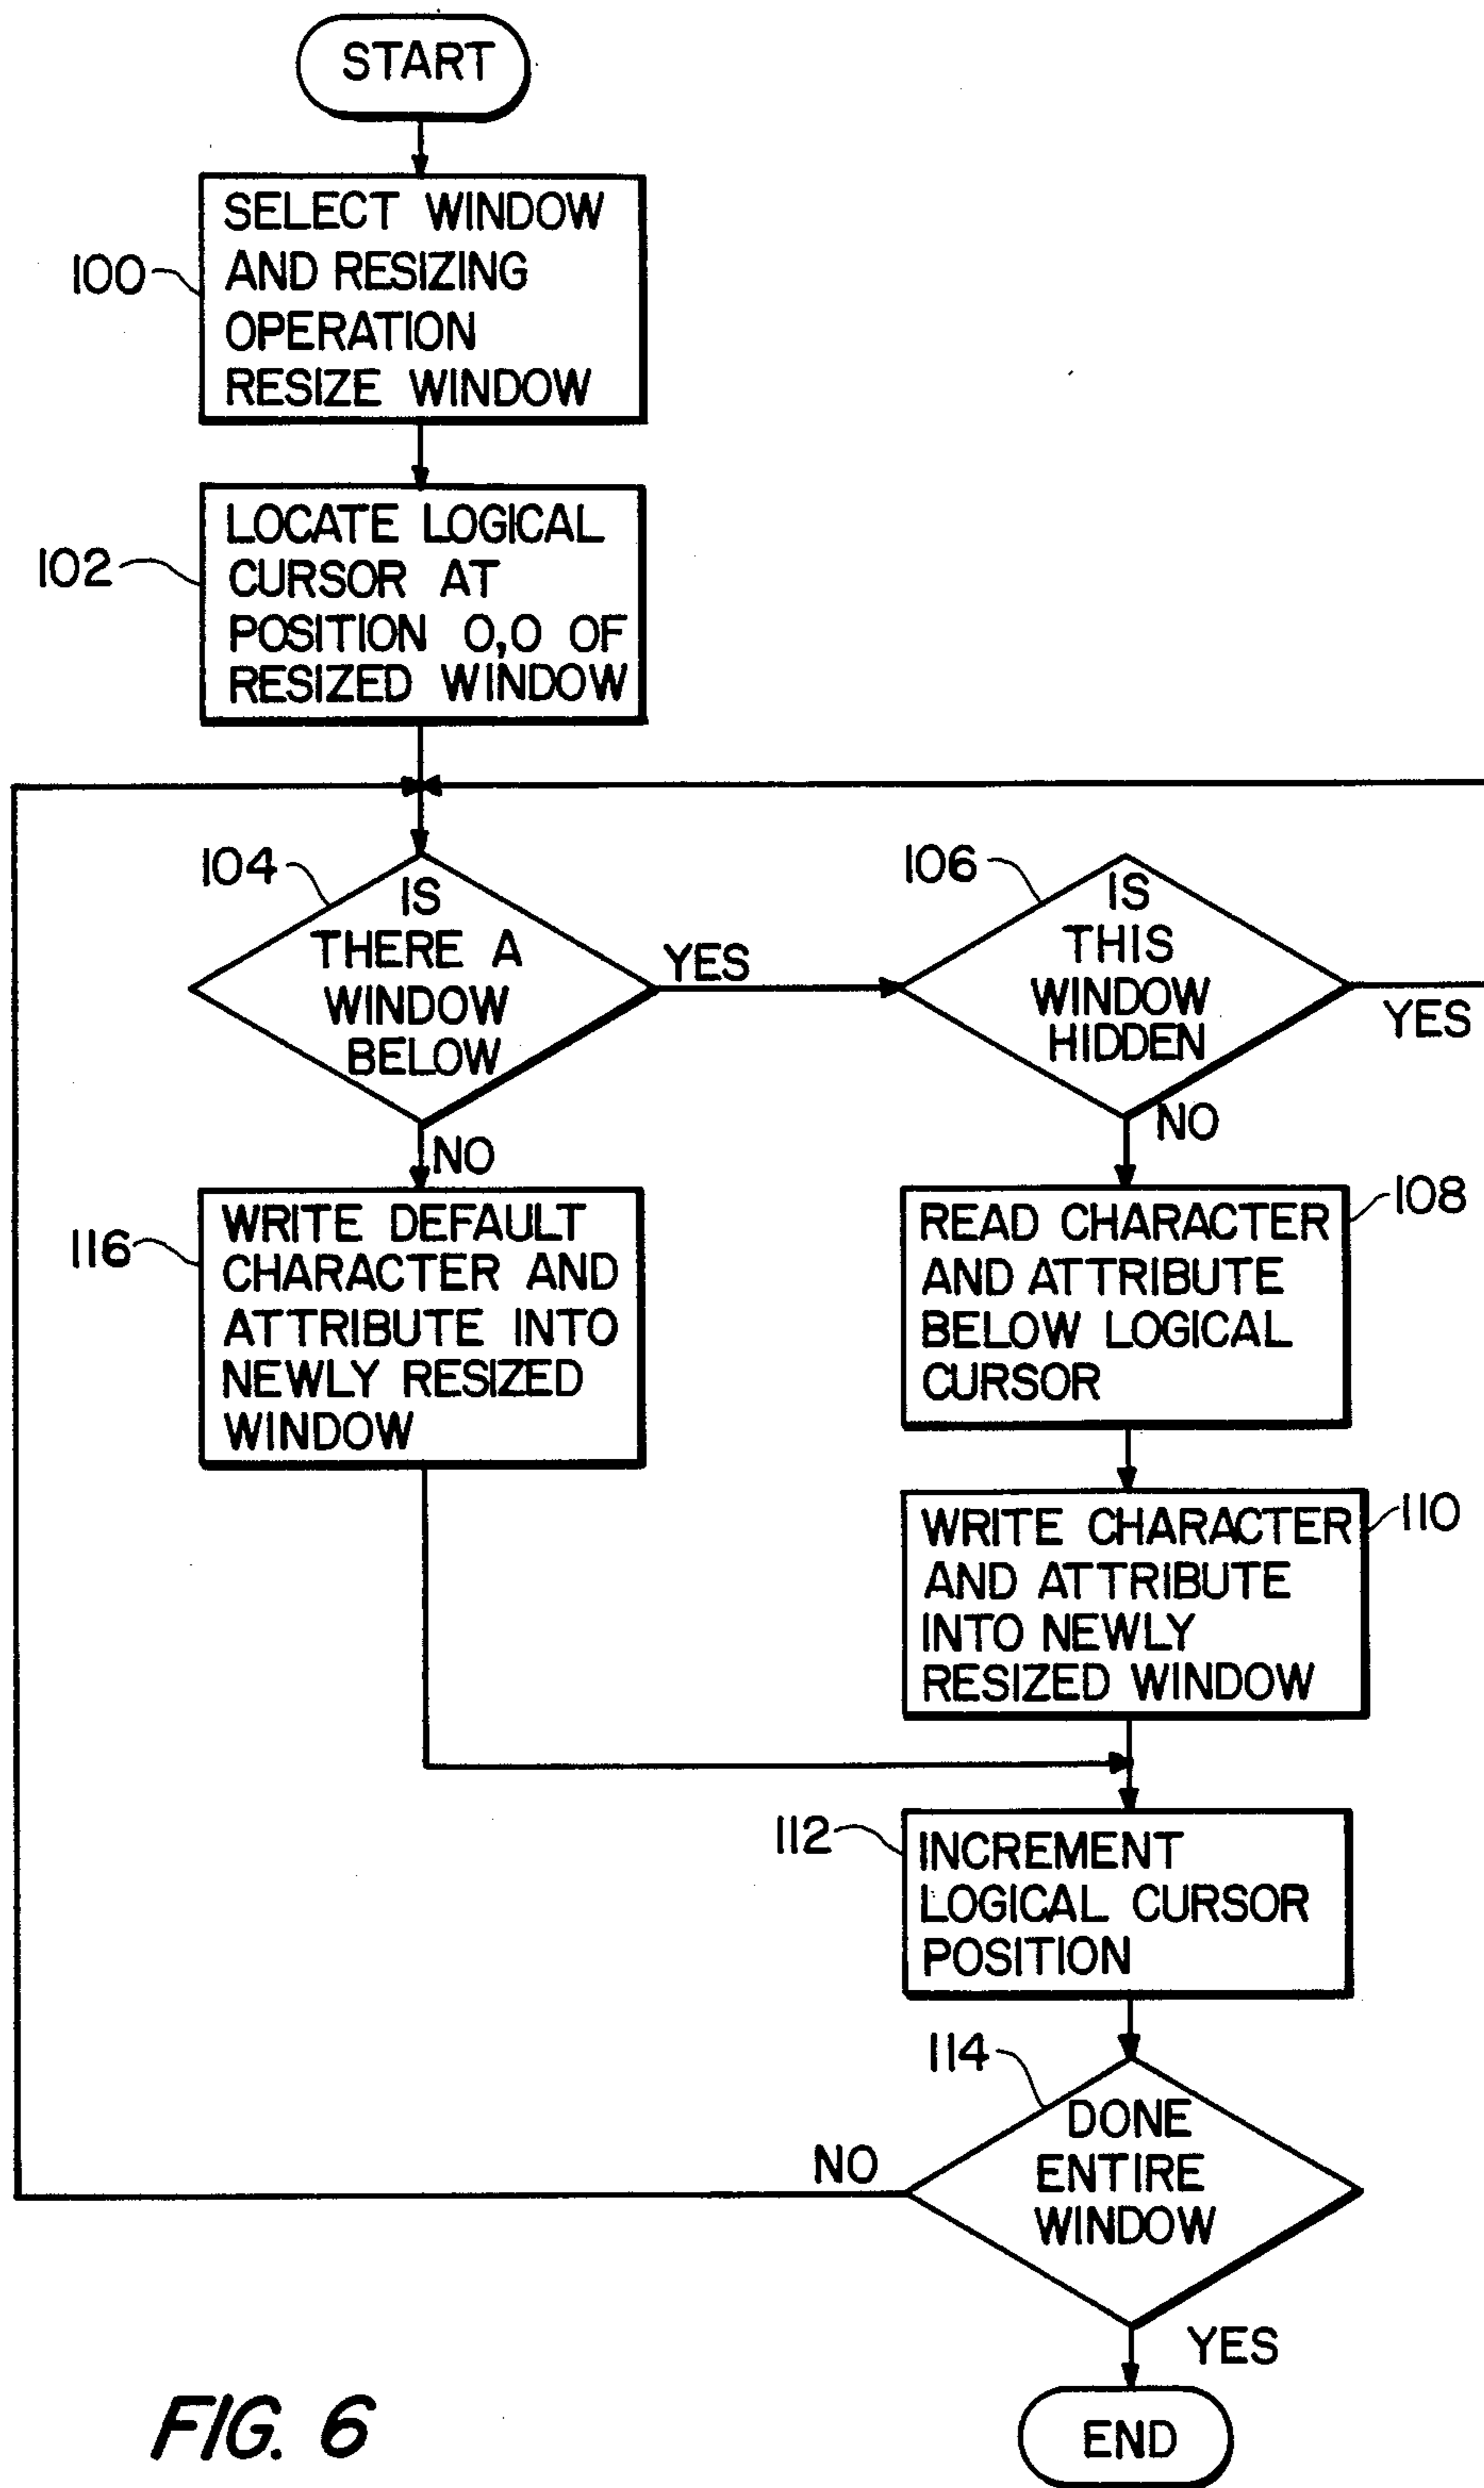 START
100
SELECT WINDOW
AND RESIZING
OPERATION
RESIZE WINDOW
102
LOCATE LOGICAL
CURSOR AT
POSITION 0,0 OF
RESIZED WINDOW
104
IS
THERE A
WINDOW
BELOW
YES
NO
106
IS
THIS
WINDOW
HIDDEN
YES
NO
116
WRITE DEFAULT
CHARACTER AND
ATTRIBUTE INTO
NEWLY RESIZED
WINDOW
108
READ CHARACTER
AND ATTRIBUTE
BELOW LOGICAL
CURSOR
110
WRITE CHARACTER
AND ATTRIBUTE
INTO NEWLY
RESIZED WINDOW
112
INCREMENT
LOGICAL CURSOR
POSITION
114
DONE
ENTIRE
WINDOW
NO
YES
END
FIG. 6